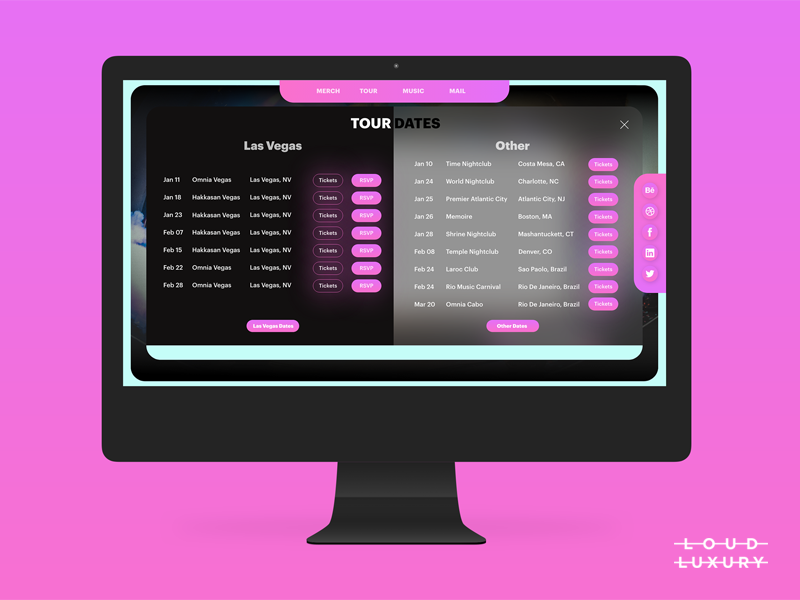 MERCH TOUR MUSIC MAIL
TOUR DATES
Las Vegas
Jan 11 Omnia Vegas Las Vegas, NV Tickets RSVP
Jan 18 Hakkasan Vegas Las Vegas, NV Tickets RSVP
Jan 23 Hakkasan Vegas Las Vegas, NV Tickets RSVP
Feb 07 Hakkasan Vegas Las Vegas, NV Tickets RSVP
Feb 15 Hakkasan Vegas Las Vegas, NV Tickets RSVP
Feb 22 Omnia Vegas Las Vegas, NV Tickets RSVP
Feb 28 Omnia Vegas Las Vegas, NV Tickets RSVP
Las Vegas Dates
Other
Jan 10 Time Nightclub Costa Mesa, CA Tickets
Jan 24 World Nightclub Charlotte, NC Tickets
Jan 25 Premier Atlantic City Atlantic City, NJ Tickets
Jan 26 Memoire Boston, MA Tickets
Jan 28 Shrine Nightclub Mashantuckett, CT Tickets
Feb 08 Temple Nightclub Denver, CO Tickets
Feb 24 Laroc Club Sao Paolo, Brazil Tickets
Feb 24 Rio Music Carnival Rio De Janeiro, Brazil Tickets
Mar 20 Omnia Cabo Rio De Janeiro, Brazil Tickets
Other Dates
Bē
f
in
LOUD
LUXURY